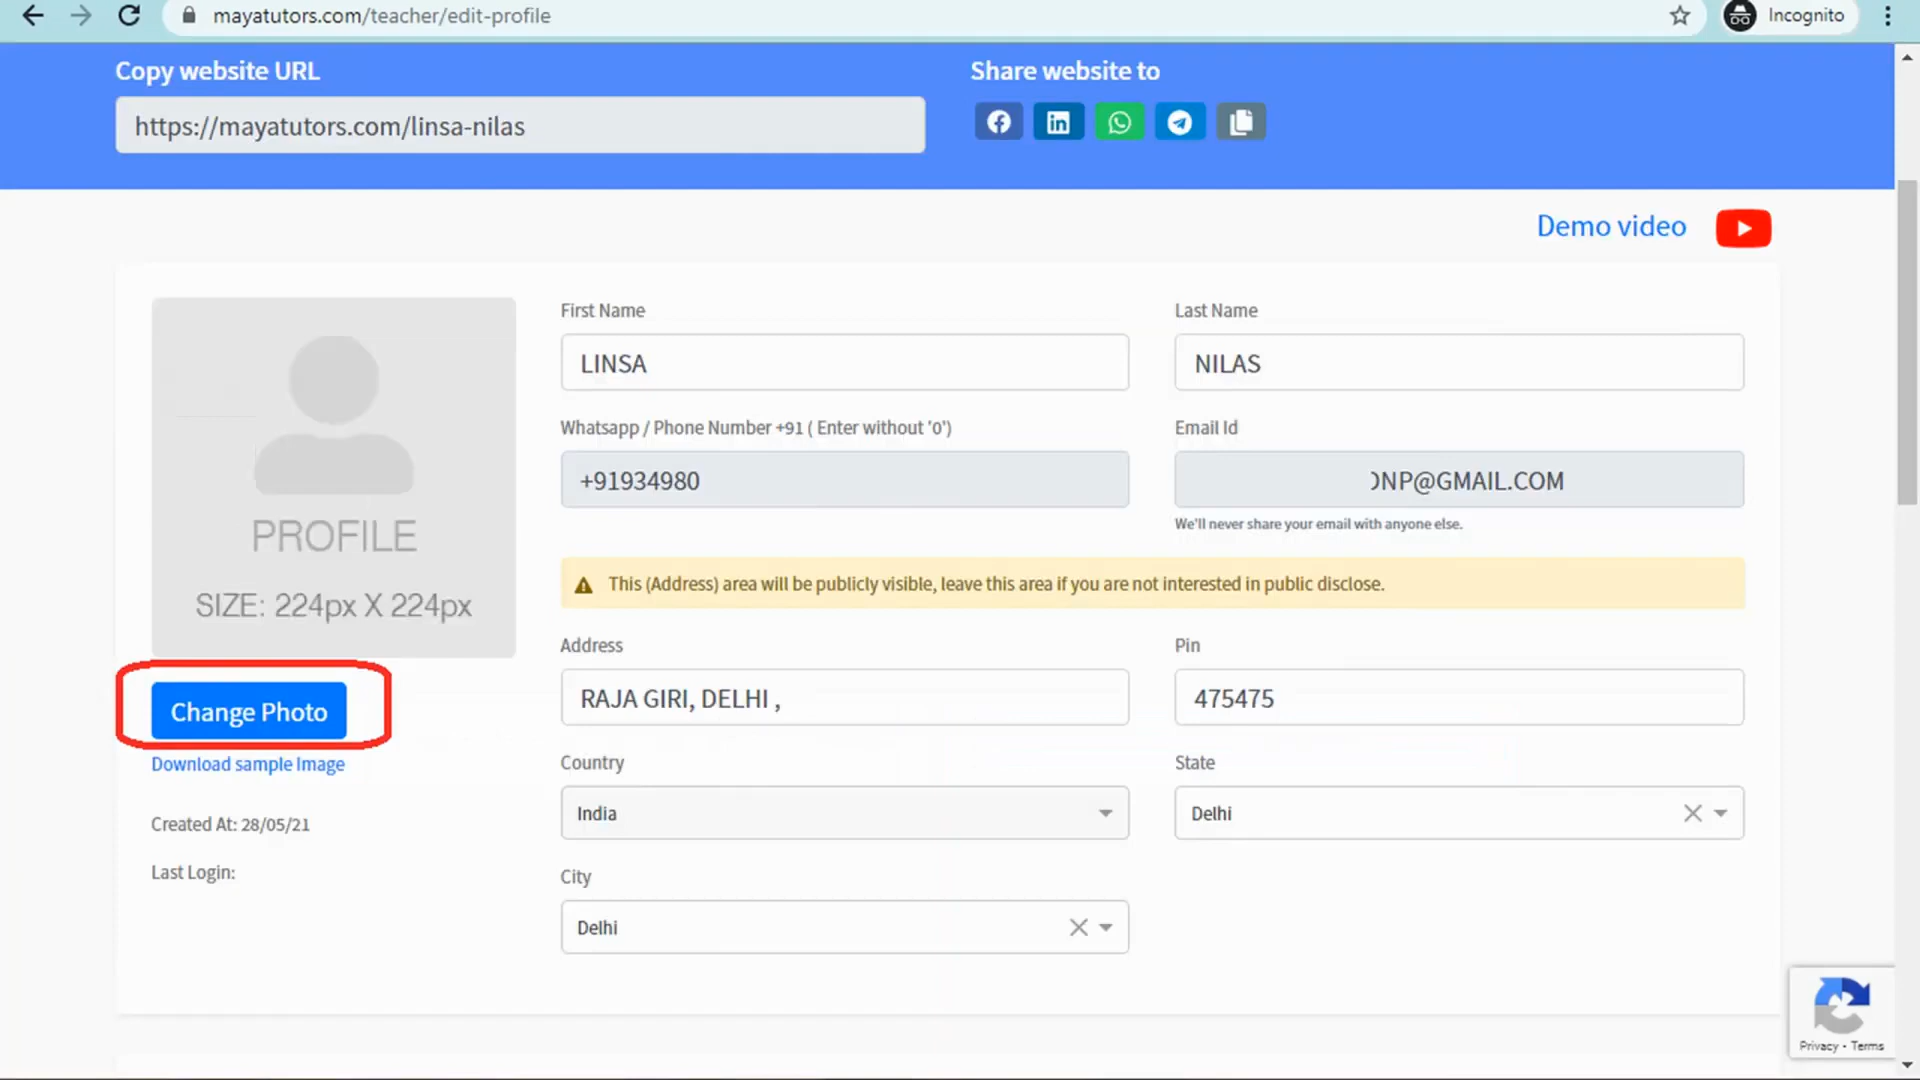 mayatutors.com/teacher/edit-profile
Incognito
Copy website URL
Share website to
https://mayatutors.com/linsa-nilas
Demo video
PROFILE
SIZE: 224px X 224px
Change Photo
Download sample Image
Created At: 28/05/21
Last Login:
First Name
Last Name
LINSA
NILAS
Whatsapp / Phone Number +91 ( Enter without '0')
Email Id
+91934980
NP@GMAIL.COM
We'll never share your email with anyone else.
This (Address) area will be publicly visible, leave this area if you are not interested in public disclose.
Address
Pin
RAJA GIRI, DELHI ,
475475
Country
State
India
Delhi
City
Delhi
Privacy - Terms